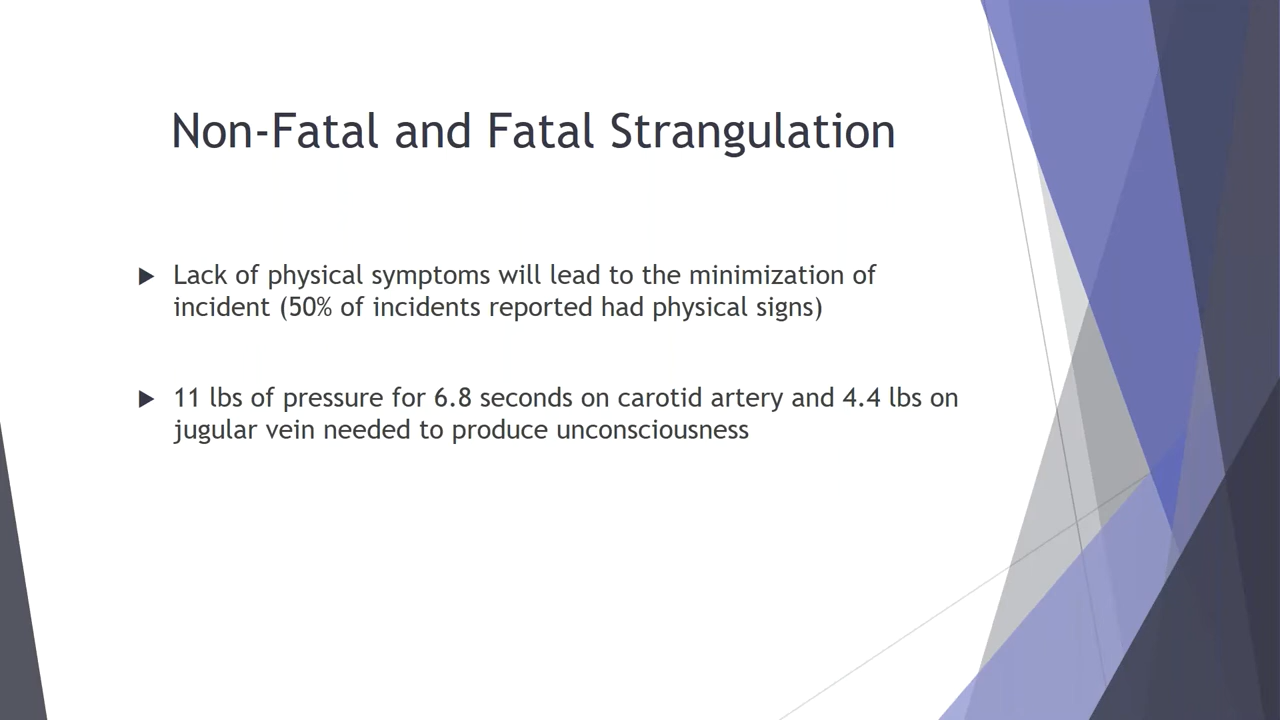 Non-Fatal and Fatal Strangulation
Lack of physical symptoms will lead to the minimization of
incident (50% of incidents reported had physical signs)
11 lbs of pressure for 6.8 seconds on carotid artery and 4.4 lbs on
jugular vein needed to produce unconsciousness